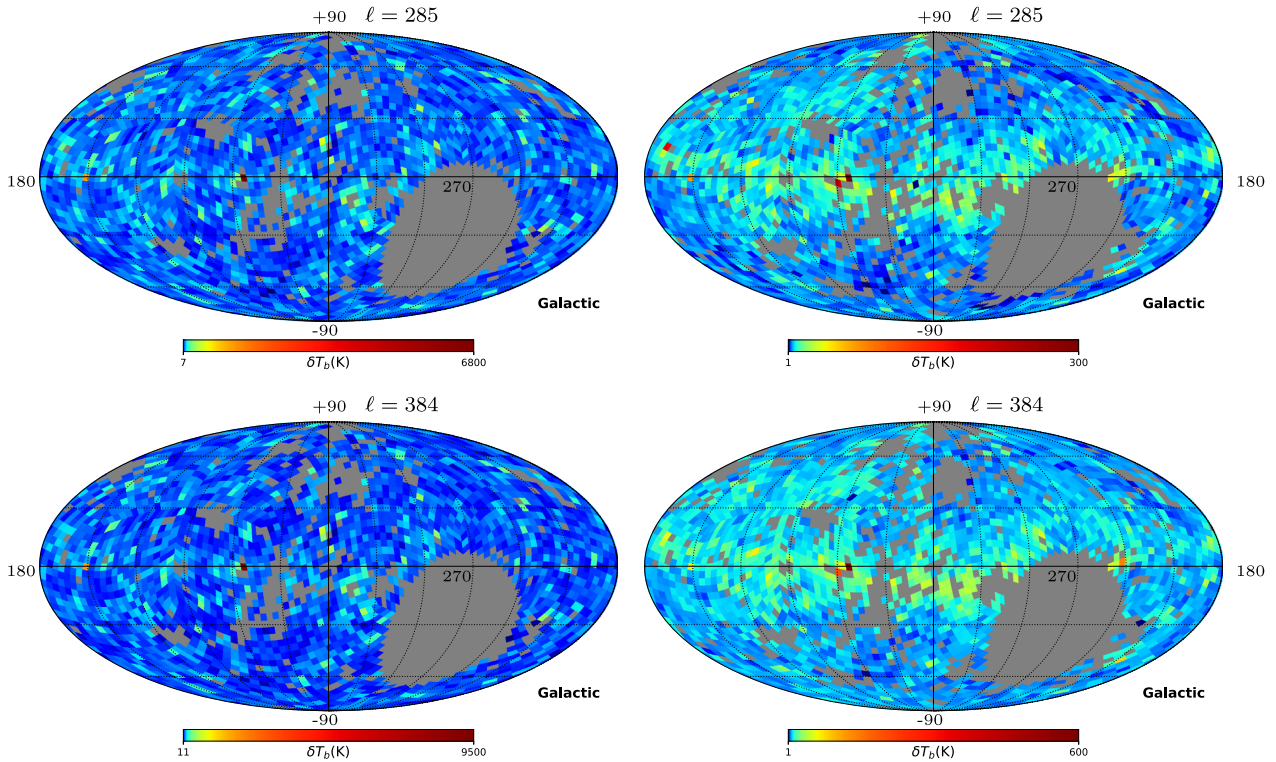 +90 ℓ = 285
180
270
-90
Galactic
7 6800
δT_b(K)
+90 ℓ = 285
270
180
-90
Galactic
1 300
δT_b(K)
+90 ℓ = 384
180
270
-90
Galactic
11 9500
δT_b(K)
+90 ℓ = 384
270
180
-90
Galactic
1 600
δT_b(K)